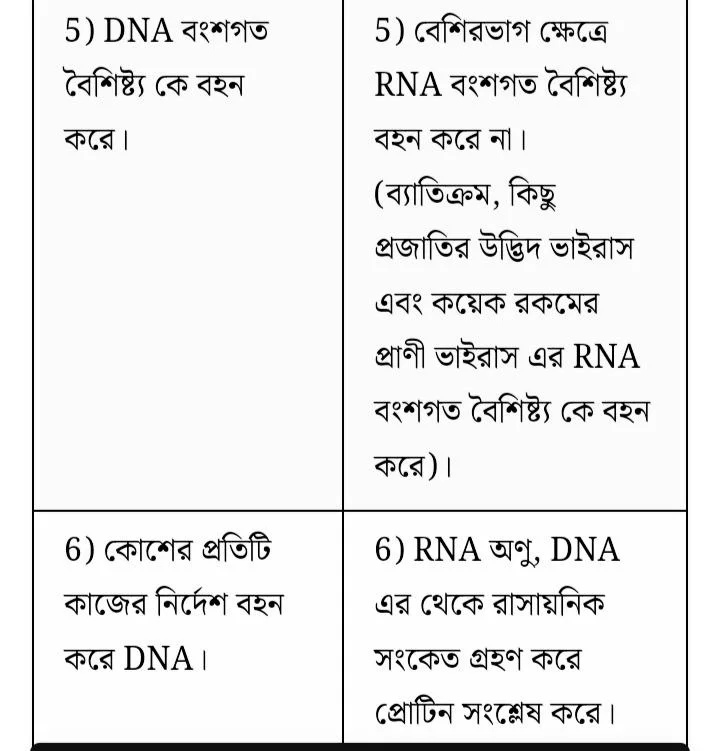 5) DNA বংশগত
বৈশিষ্ট্য কে বহন
করে।
5) বেশিরভাগ ক্ষেত্রে
RNA বংশগত বৈশিষ্ট্য
বহন করে না।
(ব্যাতিক্রম, কিছু
প্রজাতির উদ্ভিদ ভাইরাস
এবং কয়েক রকমের
প্রাণী ভাইরাস এর RNA
বংশগত বৈশিষ্ট্য কে বহন
করে)।
6) কোশের প্রতিটি
কাজের নির্দেশ বহন
করে DNA।
6) RNA অণু, DNA
এর থেকে রাসায়নিক
সংকেত গ্রহণ করে
প্রোটিন সংশ্লেষ করে।